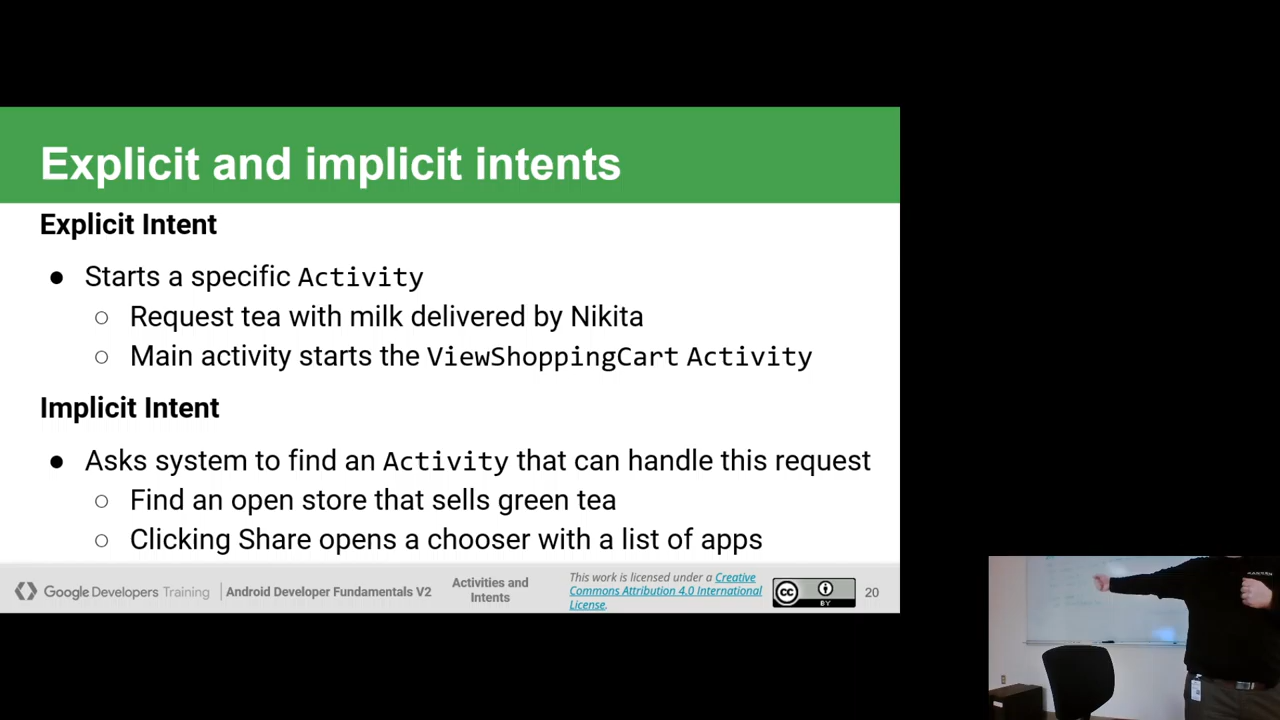 Explicit and implicit intents
Explicit Intent
● Starts a specific Activity
○ Request tea with milk delivered by Nikita
○ Main activity starts the ViewShoppingCart Activity
Implicit Intent
● Asks system to find an Activity that can handle this request
○ Find an open store that sells green tea
○ Clicking Share opens a chooser with a list of apps
Google Developers Training
Android Developer Fundamentals V2
Activities and
Intents
This work is licensed under a Creative
Commons Attribution 4.0 International
License.
cc
BY
20